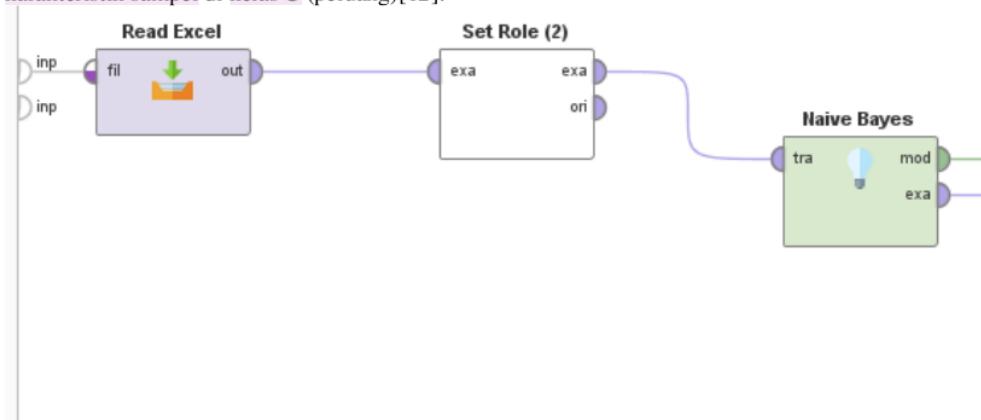 Read Excel
Set Role (2)
inp
fil
out
exa
exa
inp
ori
Naive Bayes
tra
mod
exa